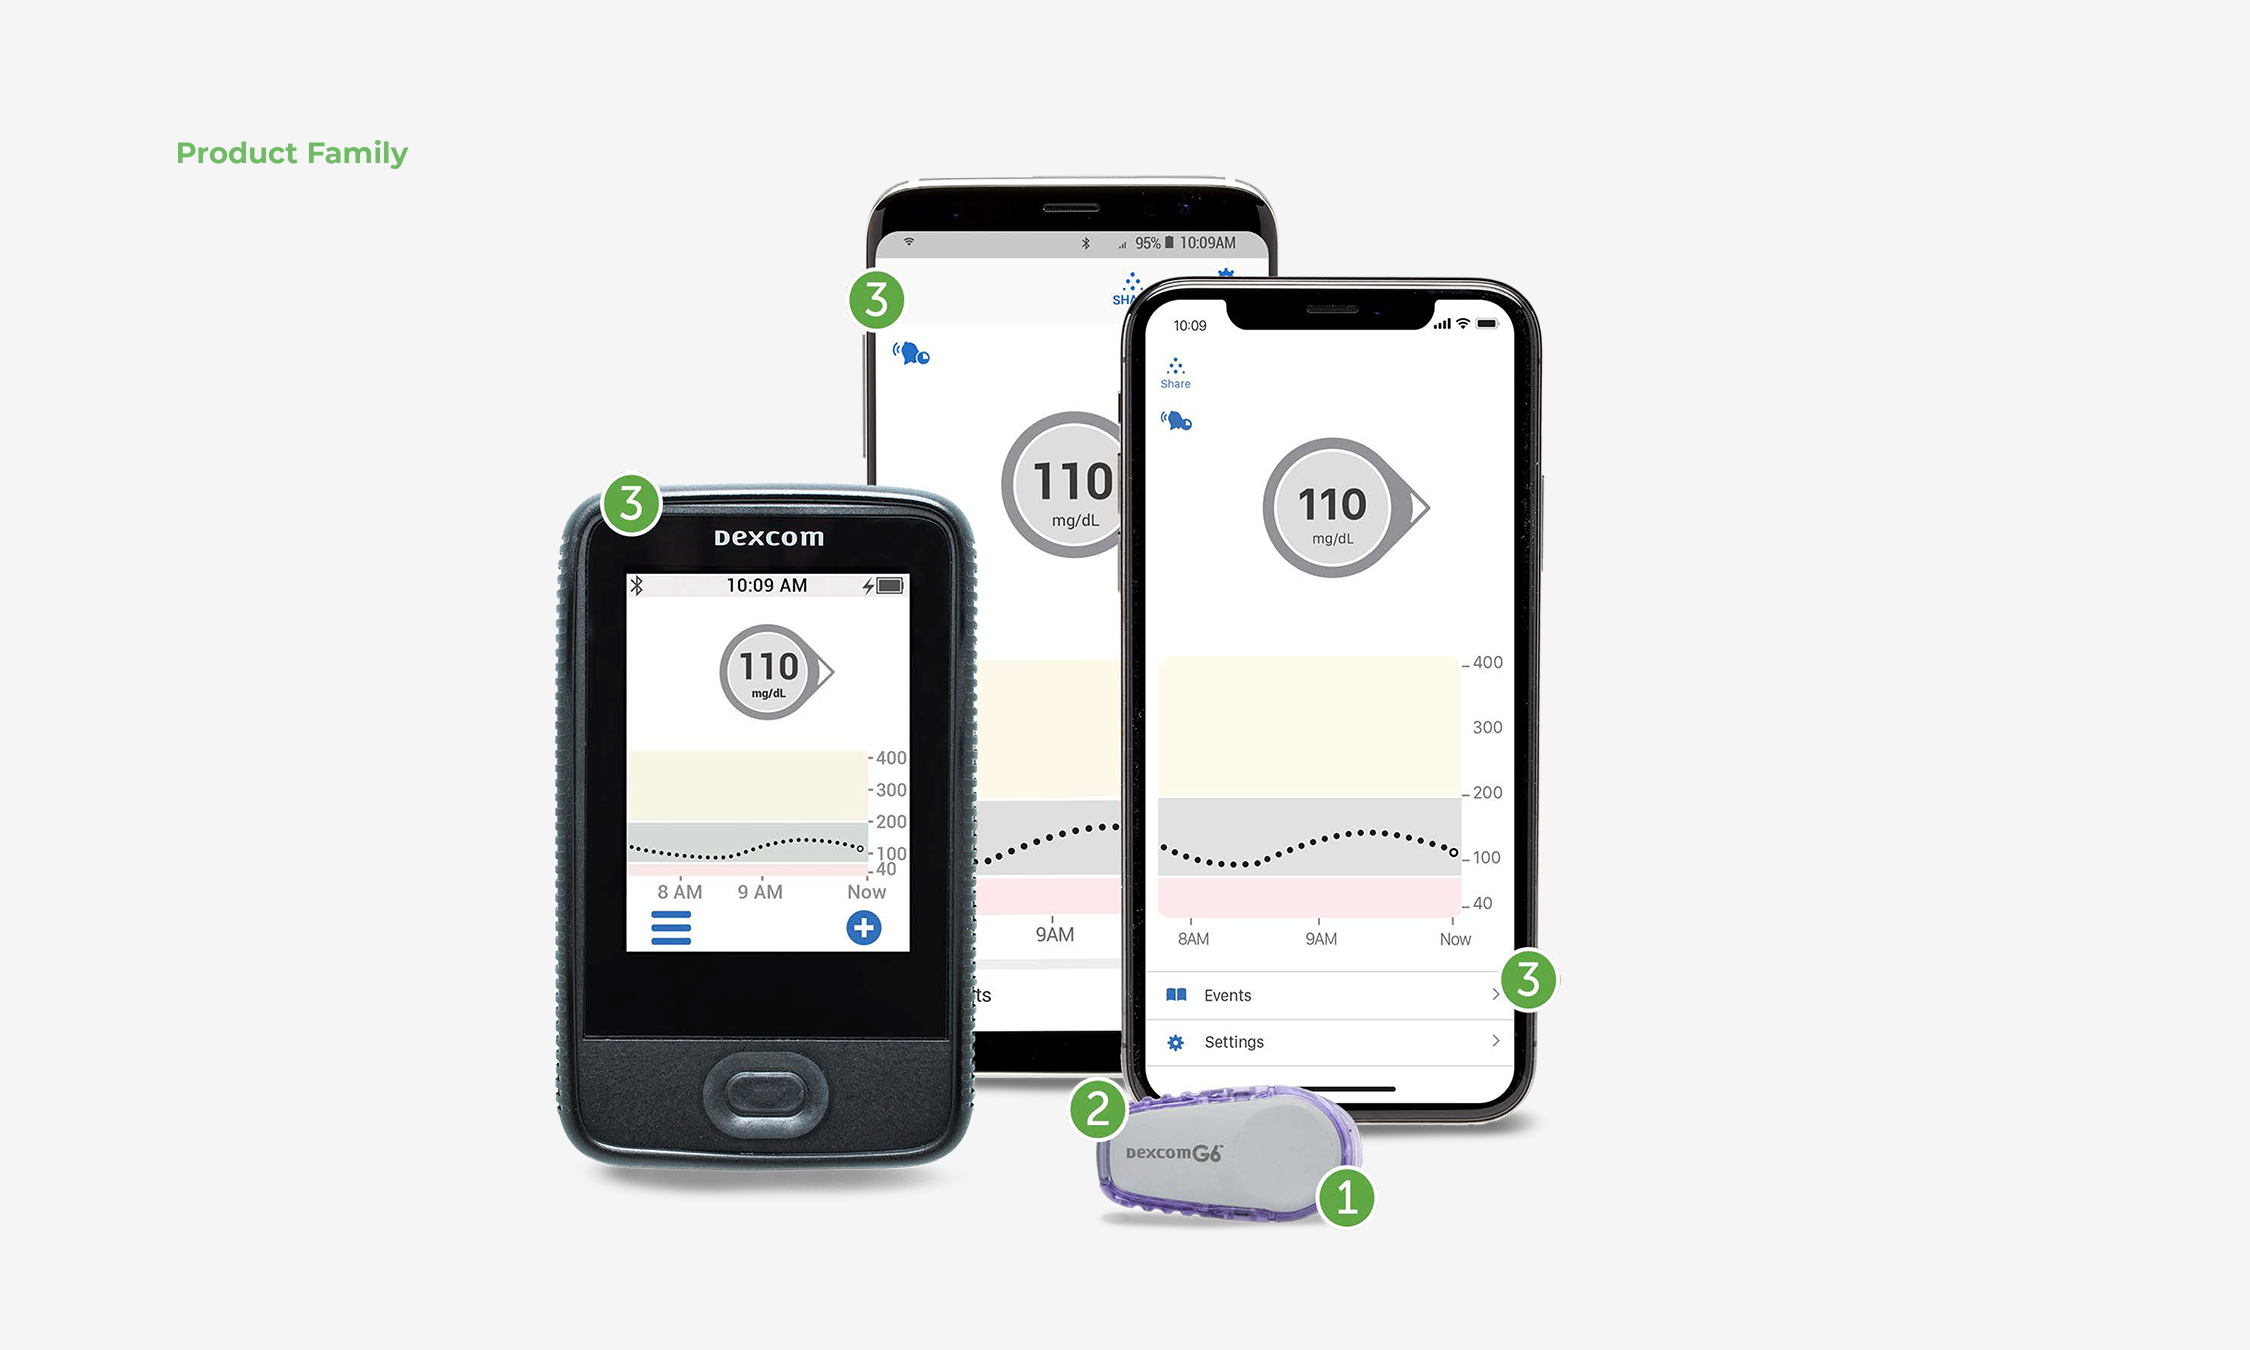 Product Family
95% 10:09AM
3
SHA
110
mg/dL
9AM
ts
10:09
Share
110
mg/dL
400
300
200
100
40
8AM 9AM Now
Events
3
Settings
3
Dexcom
10:09 AM
110
mg/dL
400
300
200
100
40
8 AM 9 AM Now
2
DexcomG6™
1